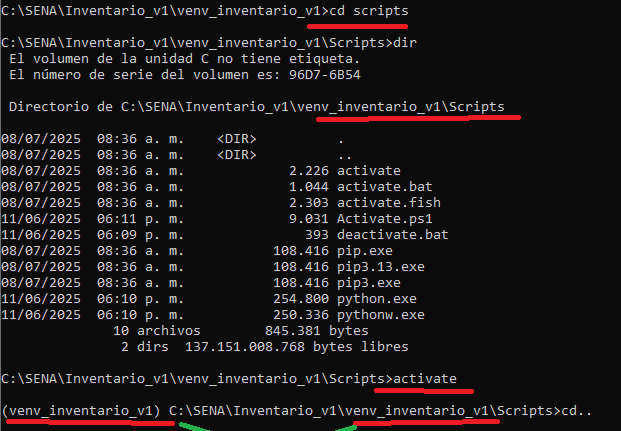 C:\SENA\Inventario_v1\venv_inventario_v1>cd scripts
C:\SENA\Inventario_v1\venv_inventario_v1\Scripts>dir
 El volumen de la unidad C no tiene etiqueta.
 El número de serie del volumen es: 96D7-6B54
 Directorio de C:\SENA\Inventario_v1\venv_inventario_v1\Scripts
08/07/2025  08:36 a. m.    <DIR>          .
08/07/2025  08:36 a. m.    <DIR>          ..
08/07/2025  08:36 a. m.             2.226 activate
08/07/2025  08:36 a. m.             1.044 activate.bat
08/07/2025  08:36 a. m.             2.303 activate.fish
11/06/2025  06:11 p. m.             9.031 Activate.ps1
11/06/2025  06:09 p. m.               393 deactivate.bat
08/07/2025  08:36 a. m.           108.416 pip.exe
08/07/2025  08:36 a. m.           108.416 pip3.13.exe
08/07/2025  08:36 a. m.           108.416 pip3.exe
11/06/2025  06:10 p. m.           254.800 python.exe
11/06/2025  06:10 p. m.           250.336 pythonw.exe
              10 archivos        845.381 bytes
               2 dirs  137.151.008.768 bytes libres
C:\SENA\Inventario_v1\venv_inventario_v1\Scripts>activate
(venv_inventario_v1) C:\SENA\Inventario_v1\venv_inventario_v1\Scripts>cd..